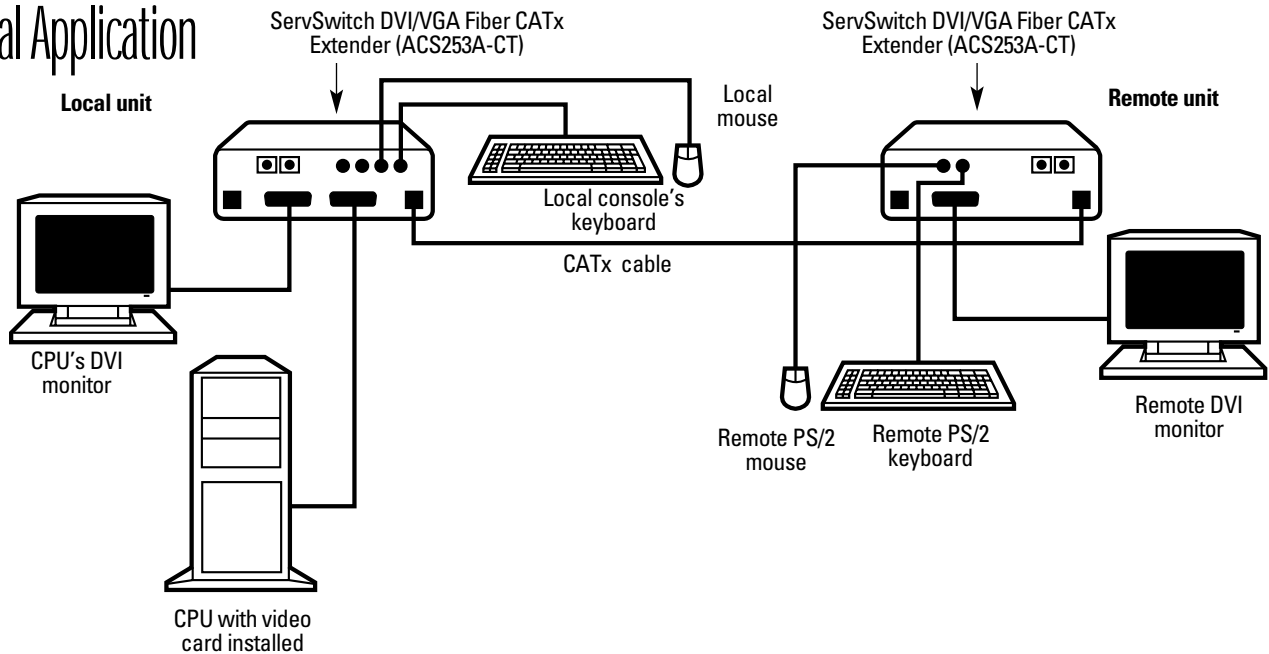 al Application
ServSwitch DVI/VGA Fiber CATx
Extender (ACS253A-CT)
ServSwitch DVI/VGA Fiber CATx
Extender (ACS253A-CT)
Local unit
Local
mouse
Remote unit
Local console's
keyboard
CATx cable
CPU's DVI
monitor
Remote DVI
monitor
Remote PS/2
mouse
Remote PS/2
keyboard
CPU with video
card installed